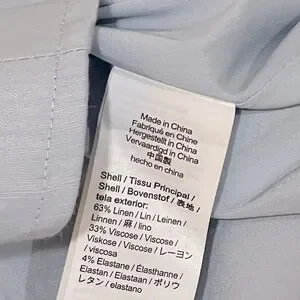 Made in China
Fabriqué en Chine
Hergestellt in China
Vervaardigd in China
中国製
hecho en china
Shell / Tissu Principal /
Shell / Bovenstof / 表地 /
tela exterior:
63% Linen / Lin / Leinen /
Linnen / 麻 / lino
33% Viscose / Viscose /
Viskose / Viscose / レーヨン
/ viscosa
4% Elastane / Élasthanne /
Elastan / Elastaan / ポリウ
レタン / elastano